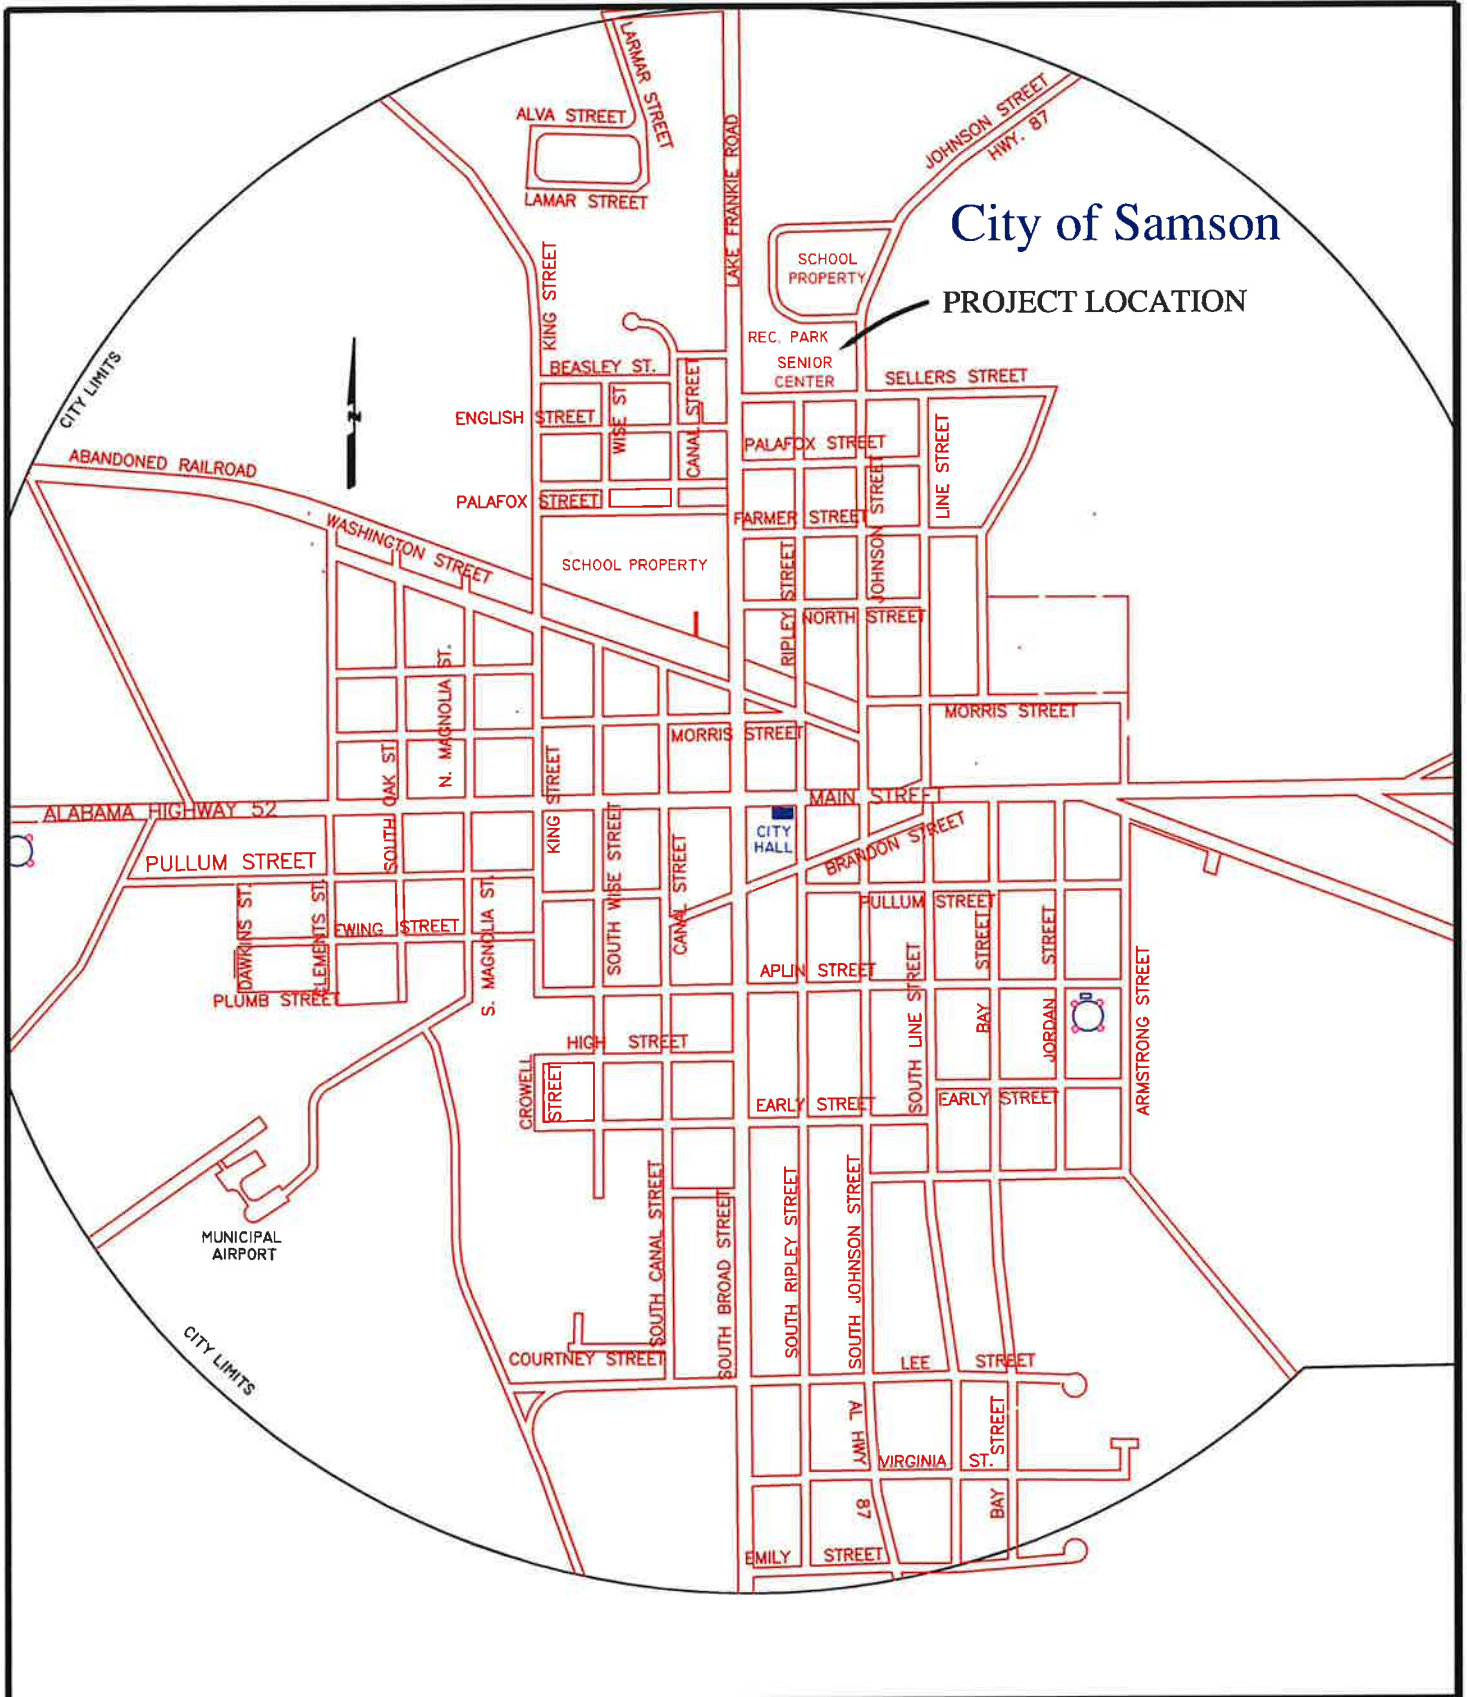 LARMAR STREET
ALVA STREET
LAMAR STREET
LAKE FRANKIE ROAD
JOHNSON STREET
HWY. 87
City of Samson
SCHOOL
PROPERTY
PROJECT LOCATION
KING STREET
REC. PARK
SENIOR
CENTER
BEASLEY ST.
SELLERS STREET
CITY LIMITS
N
ENGLISH STREET
WISE ST
CANAL STREET
PALAFOX STREET
LINE STREET
ABANDONED RAILROAD
PALAFOX STREET
FARMER STREET
JOHNSON STREET
WASHINGTON STREET
SCHOOL PROPERTY
RIPLEY STREET
NORTH STREET
N. MAGNOLIA ST.
MORRIS STREET
MORRIS STREET
SOUTH OAK ST.
KING STREET
ALABAMA HIGHWAY 52
MAIN STREET
CITY
HALL
BRANDON STREET
PULLUM STREET
SOUTH WISE STREET
CANAL STREET
DAWKINS ST.
CLEMENTS ST.
EWING STREET
S. MAGNOLIA ST.
PULLUM STREET
BAY STREET
JORDAN STREET
APLIN STREET
SOUTH LINE STREET
ARMSTRONG STREET
PLUMB STREET
HIGH STREET
CROWELL
STREET
EARLY STREET
EARLY STREET
MUNICIPAL
AIRPORT
SOUTH CANAL STREET
SOUTH BROAD STREET
SOUTH RIPLEY STREET
SOUTH JOHNSON STREET
CITY LIMITS
COURTNEY STREET
LEE STREET
AL HWY 87
VIRGINIA ST.
BAY STREET
EMILY STREET